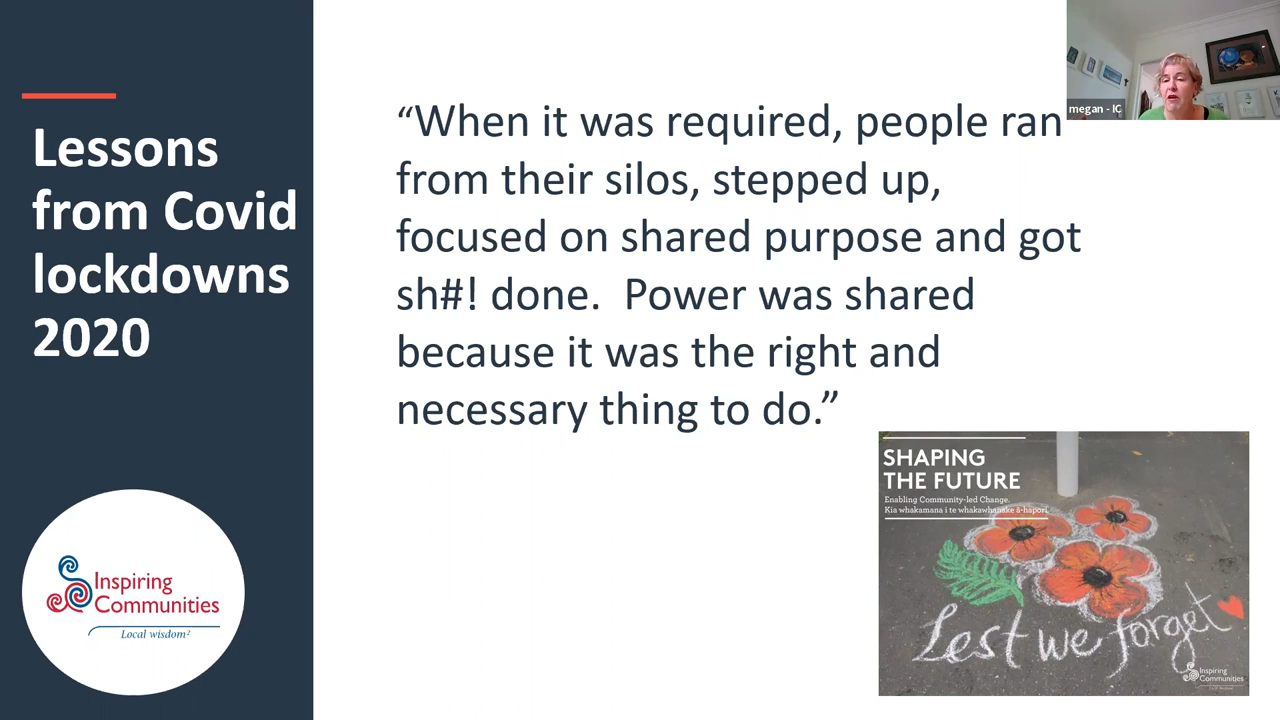 Lessons
from Covid
lockdowns
2020
“When it was required, people ran
from their silos, stepped up,
focused on shared purpose and got
sh#! done.  Power was shared
because it was the right and
necessary thing to do.”
megan - IC
SHAPING
THE FUTURE
Enabling Community-led Change.
Kia whakamana i te whakawhanake ā-hapori
Lest we forget
Inspiring
Communities
Inspiring
Communities
Local wisdom²